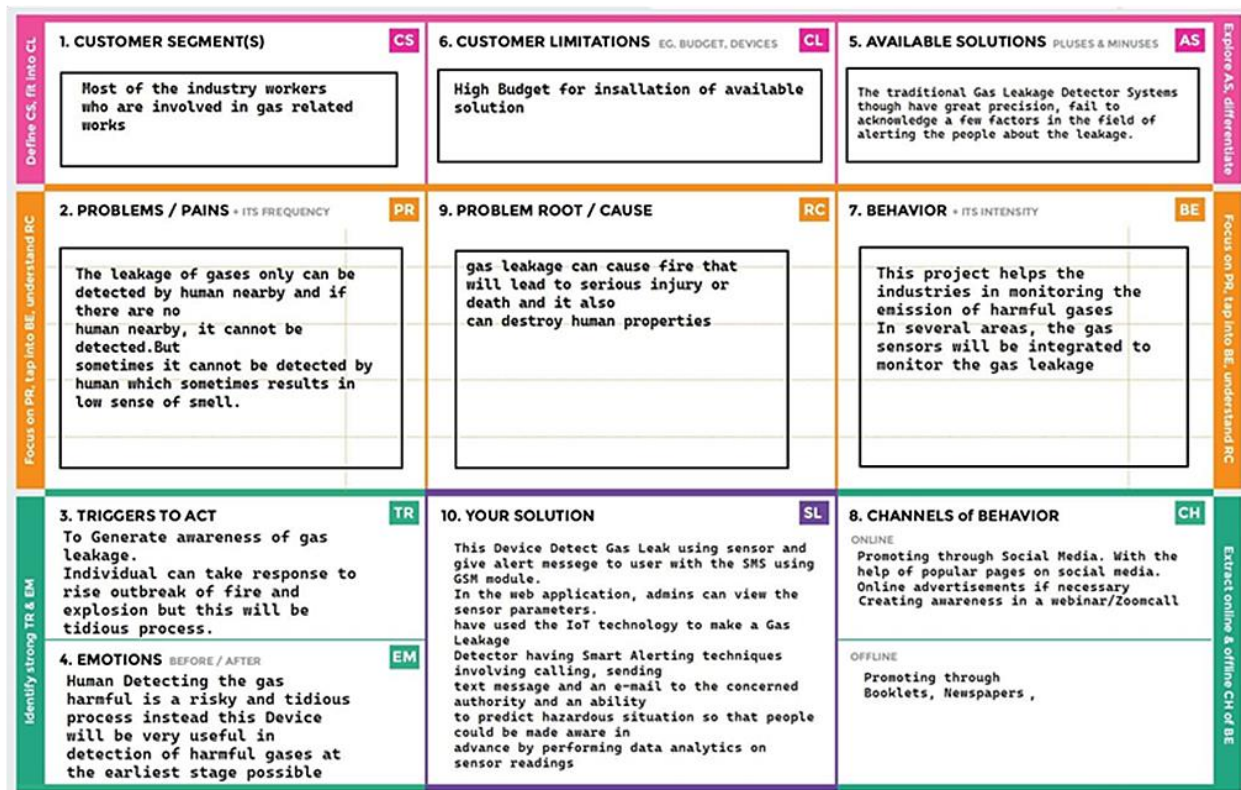 Define CS, fit into CL
1. CUSTOMER SEGMENT(S)
CS
Most of the industry workers
who are involved in gas related
works
6. CUSTOMER LIMITATIONS EG. BUDGET, DEVICES
CL
High Budget for insallation of available
solution
5. AVAILABLE SOLUTIONS PLUSES & MINUSES
AS
The traditional Gas Leakage Detector Systems
though have great precision, fail to
acknowledge a few factors in the field of
alerting the people about the leakage.
Explore AS, differentiate
Focus on PR, tap into BE, understand RC
2. PROBLEMS / PAINS + ITS FREQUENCY
PR
The leakage of gases only can be
detected by human nearby and if
there are no
human nearby, it cannot be
detected.But
sometimes it cannot be detected by
human which sometimes results in
low sense of smell.
9. PROBLEM ROOT / CAUSE
RC
gas leakage can cause fire that
will lead to serious injury or
death and it also
can destroy human properties
7. BEHAVIOR + ITS INTENSITY
BE
This project helps the
industries in monitoring the
emission of harmful gases
In several areas, the gas
sensors will be integrated to
monitor the gas leakage
Focus on PR, tap into BE, understand RC
Identify strong TR & EM
3. TRIGGERS TO ACT
TR
To Generate awareness of gas
leakage.
Individual can take response to
rise outbreak of fire and
explosion but this will be
tidious process.
4. EMOTIONS BEFORE / AFTER
EM
Human Detecting the gas
harmful is a risky and tidious
process instead this Device
will be very useful in
detection of harmful gases at
the earliest stage possible
10. YOUR SOLUTION
SL
This Device Detect Gas Leak using sensor and
give alert messege to user with the SMS using
GSM module.
In the web application, admins can view the
sensor parameters.
have used the IoT technology to make a Gas
Leakage
Detector having Smart Alerting techniques
involving calling, sending
text message and an e-mail to the concerned
authority and an ability
to predict hazardous situation so that people
could be made aware in
advance by performing data analytics on
sensor readings
8. CHANNELS of BEHAVIOR
CH
ONLINE
Promoting through Social Media. With the
help of popular pages on social media.
Online advertisements if necessary
Creating awareness in a webinar/Zoomcall
OFFLINE
Promoting through
Booklets, Newspapers ,
Extract online & offline CH of BE